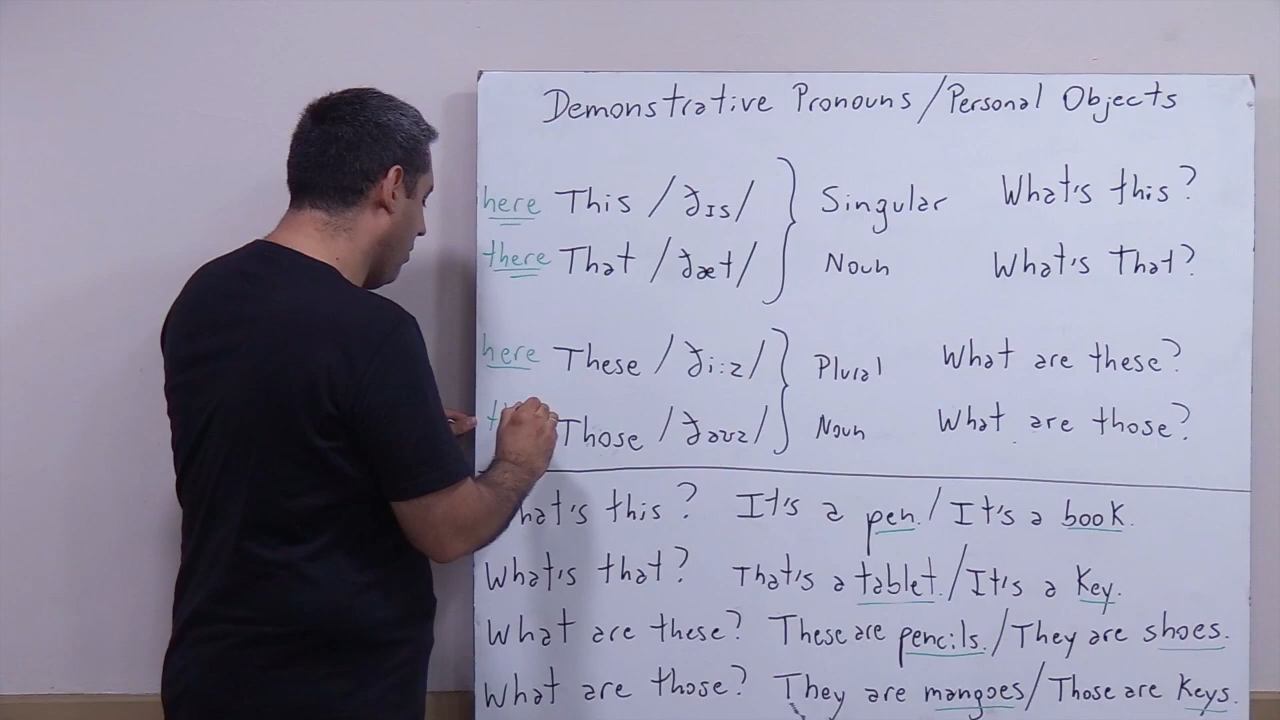 Demonstrative Pronouns / Personal Objects
here This /ðɪs/ } Singular What's this?
there That /ðæt/ } Noun What's that?
here These /ði:z/ } Plural What are these?
Those /ðəʊz/ } Noun What are those?
this? It's a pen. / It's a book.
What's that? That's a tablet. / It's a key.
What are these? These are pencils. / They are shoes.
What are those? They are mangoes / Those are keys.